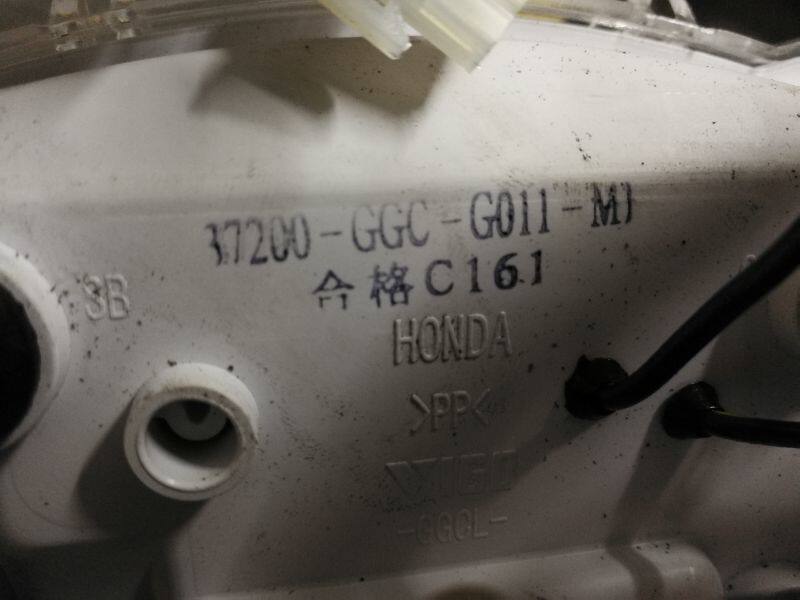 37200-GGC-G011-M1
合格C161
3B
HONDA
>PP<
-GGCL-